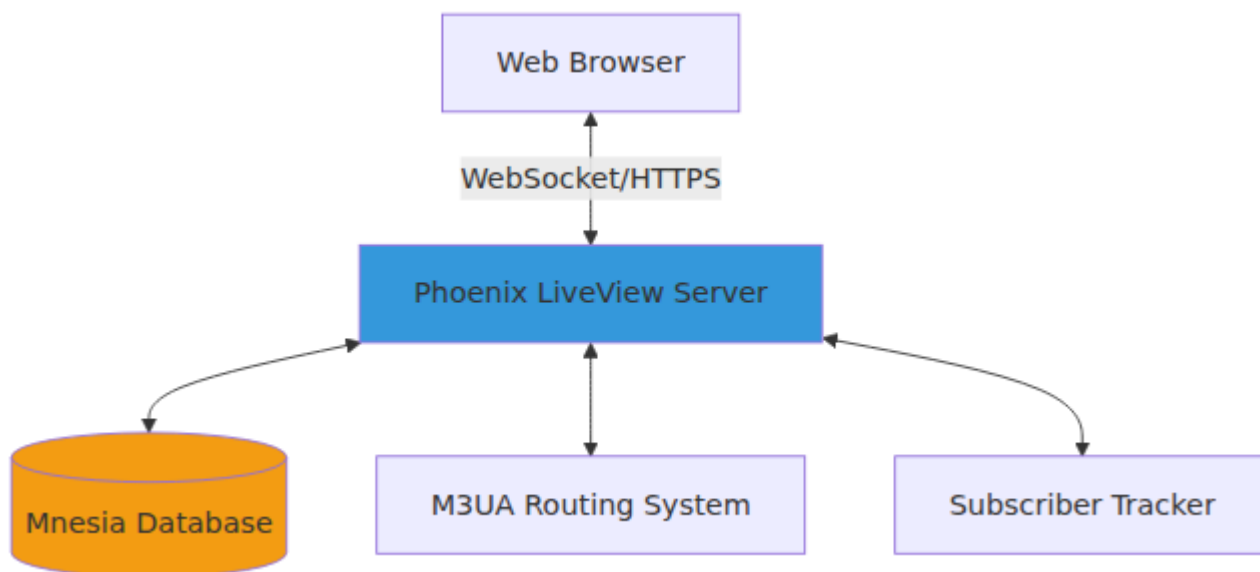 Web Browser
WebSocket/HTTPS
Phoenix LiveView Server
Mnesia Database
M3UA Routing System
Subscriber Tracker